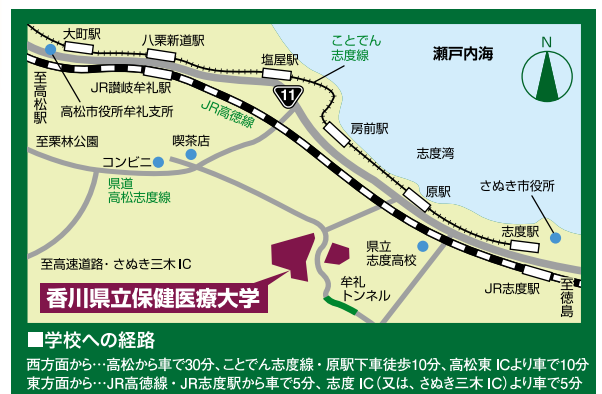 大町駅
八栗新道駅
ことでん
志度線
塩屋駅
瀬戸内海
N
至高松駅
高松市役所牟礼支所
JR讃岐牟礼駅
11
JR高徳線
房前駅
志度湾
至栗林公園
喫茶店
コンビニ
県道
高松志度線
原駅
さぬき市役所
志度駅
県立
志度高校
至高速道路・さぬき三木IC
香川県立保健医療大学
牟礼
トンネル
JR志度駅
至徳島
■学校への経路
西方面から…高松から車で30分、ことでん志度線・原駅下車徒歩10分、高松東ICより車で10分
東方面から…JR高徳線・JR志度駅から車で5分、志度IC(又は、さぬき三木IC)より車で5分